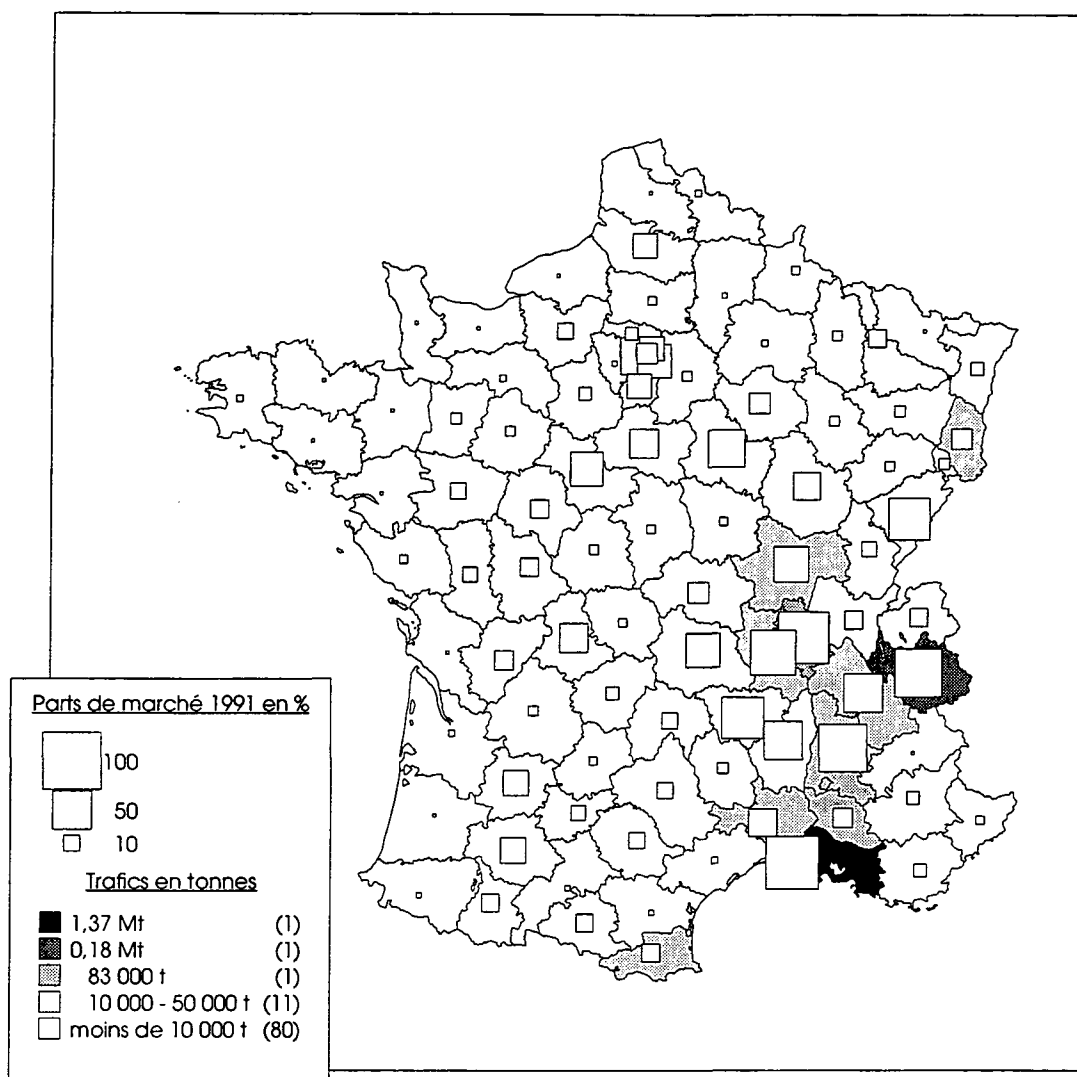 Parts de marché 1991 en %
100
50
10
Trafics en tonnes
1,37 Mt (1)
0,18 Mt (1)
83 000 t (1)
10 000 - 50 000 t (11)
moins de 10 000 t (80)